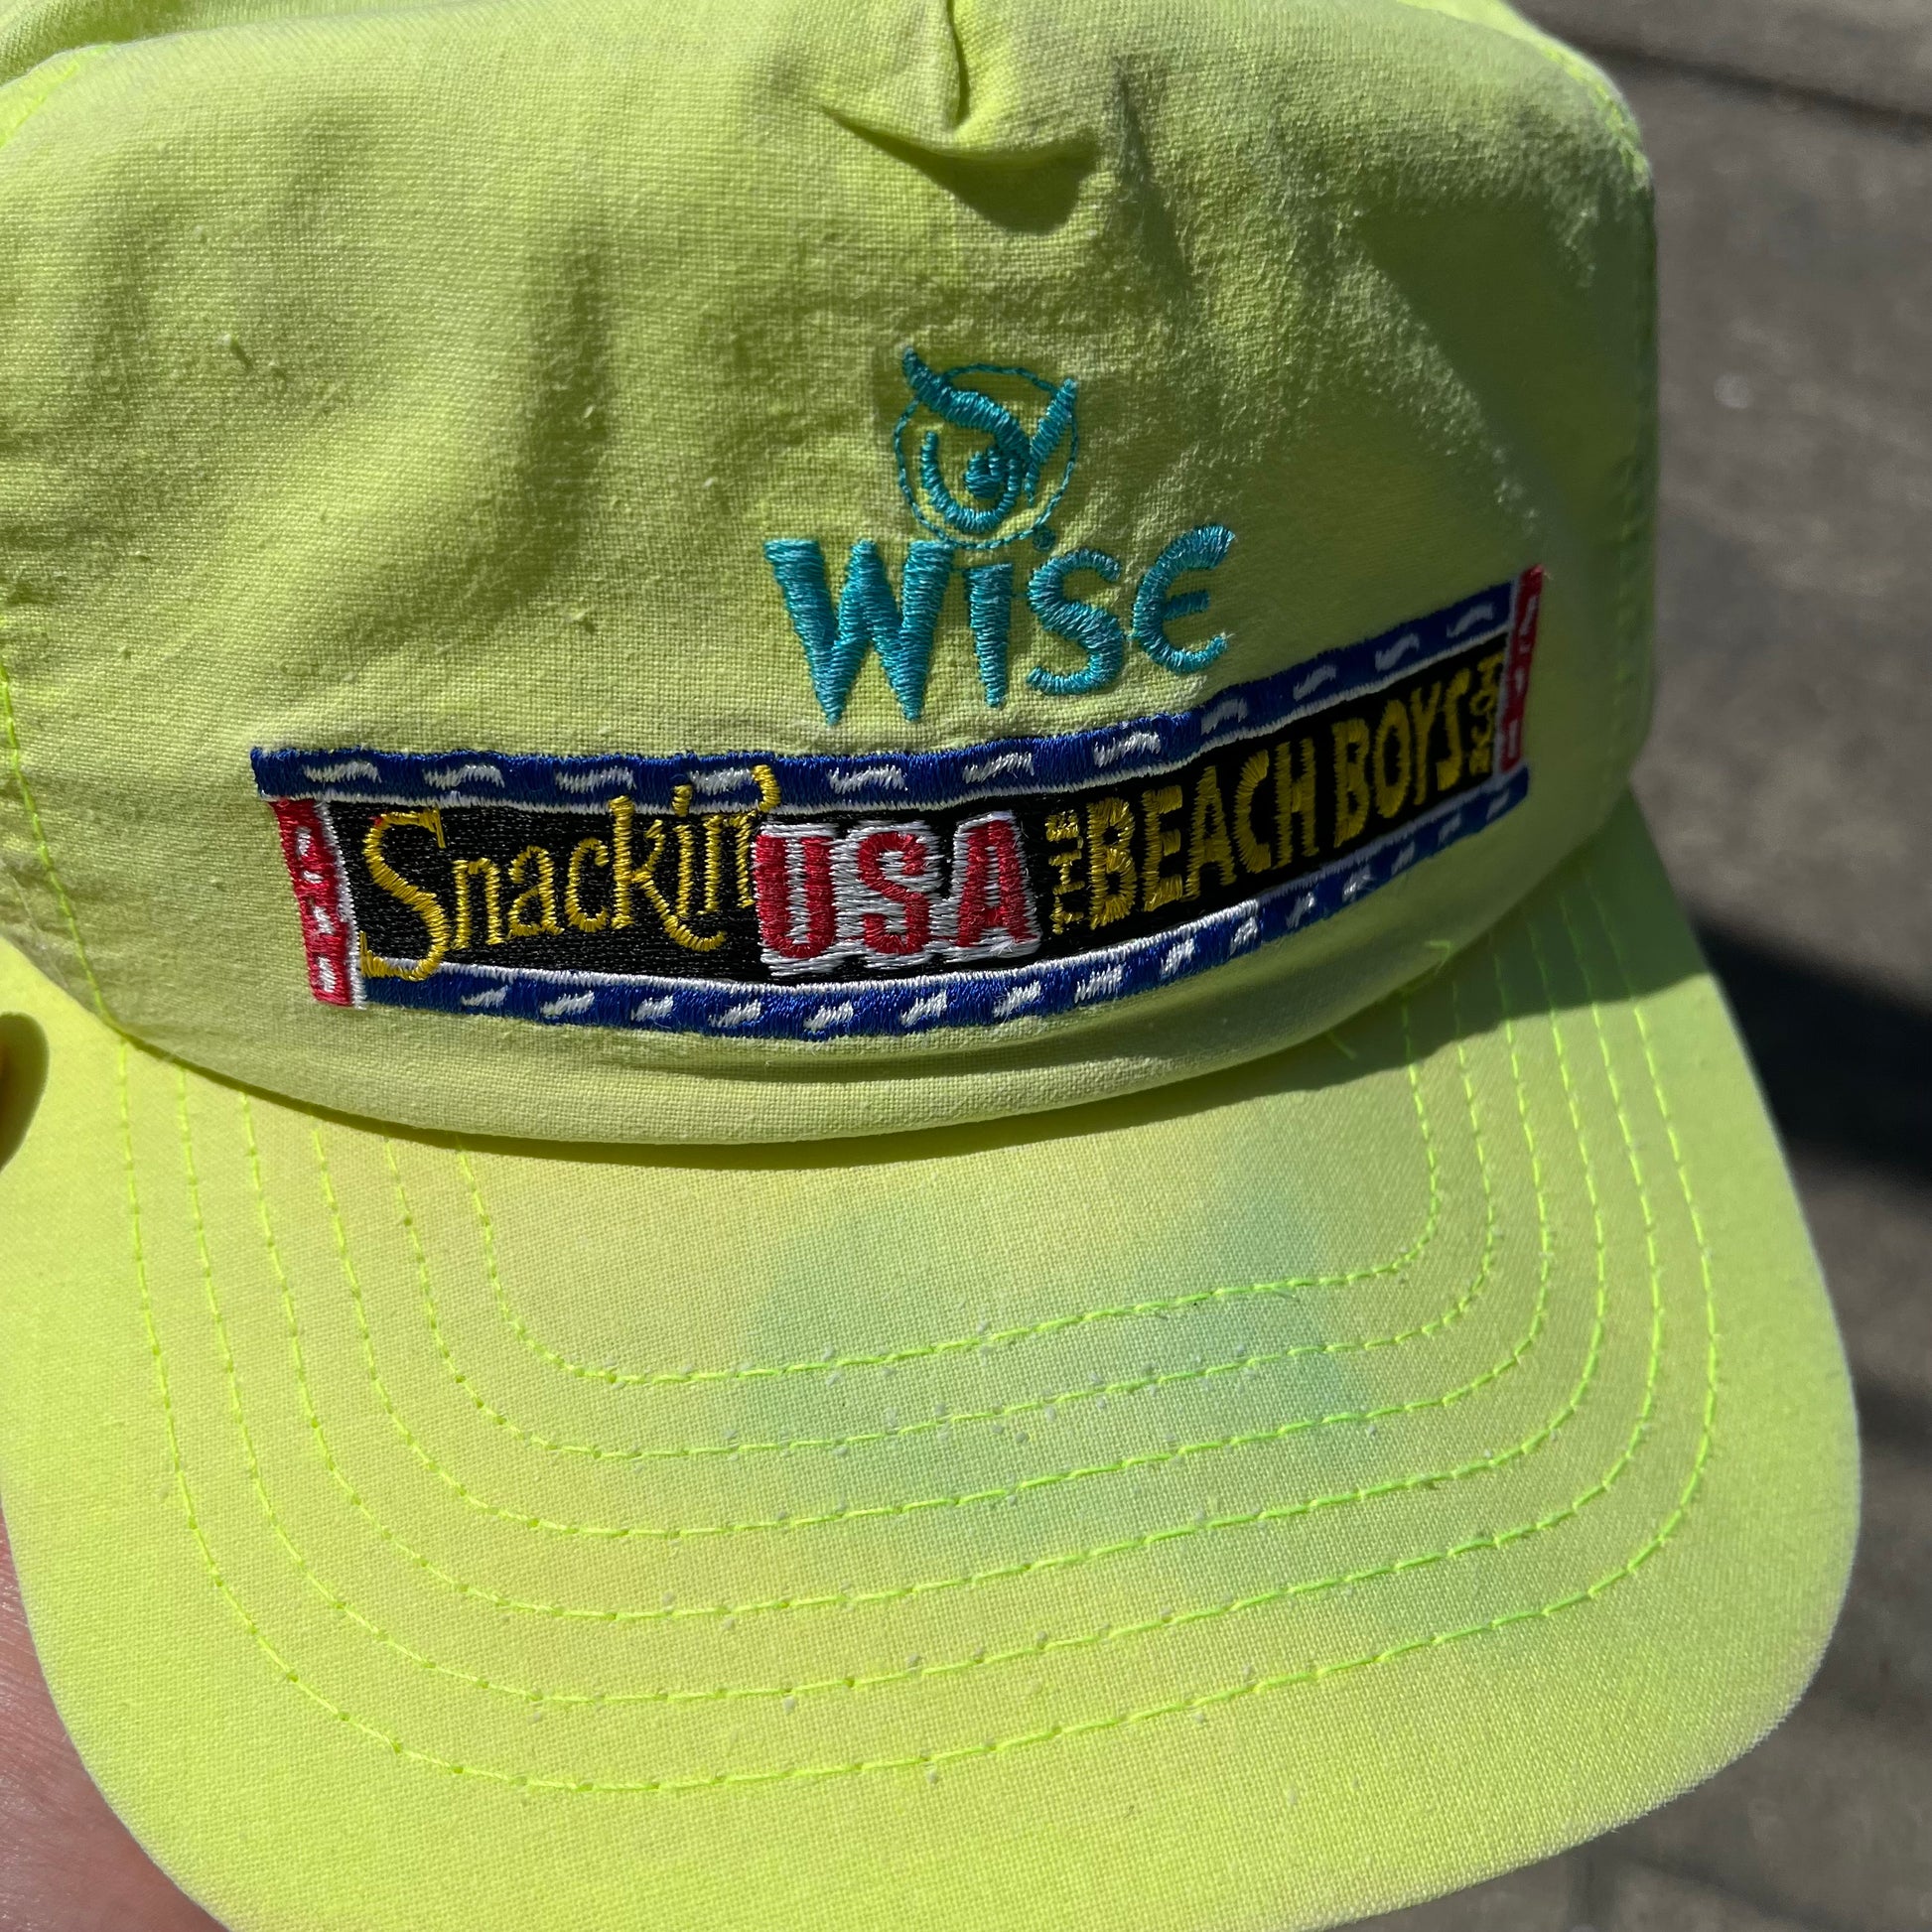 WiSE
Snackin' USA THE BEACH BOYS